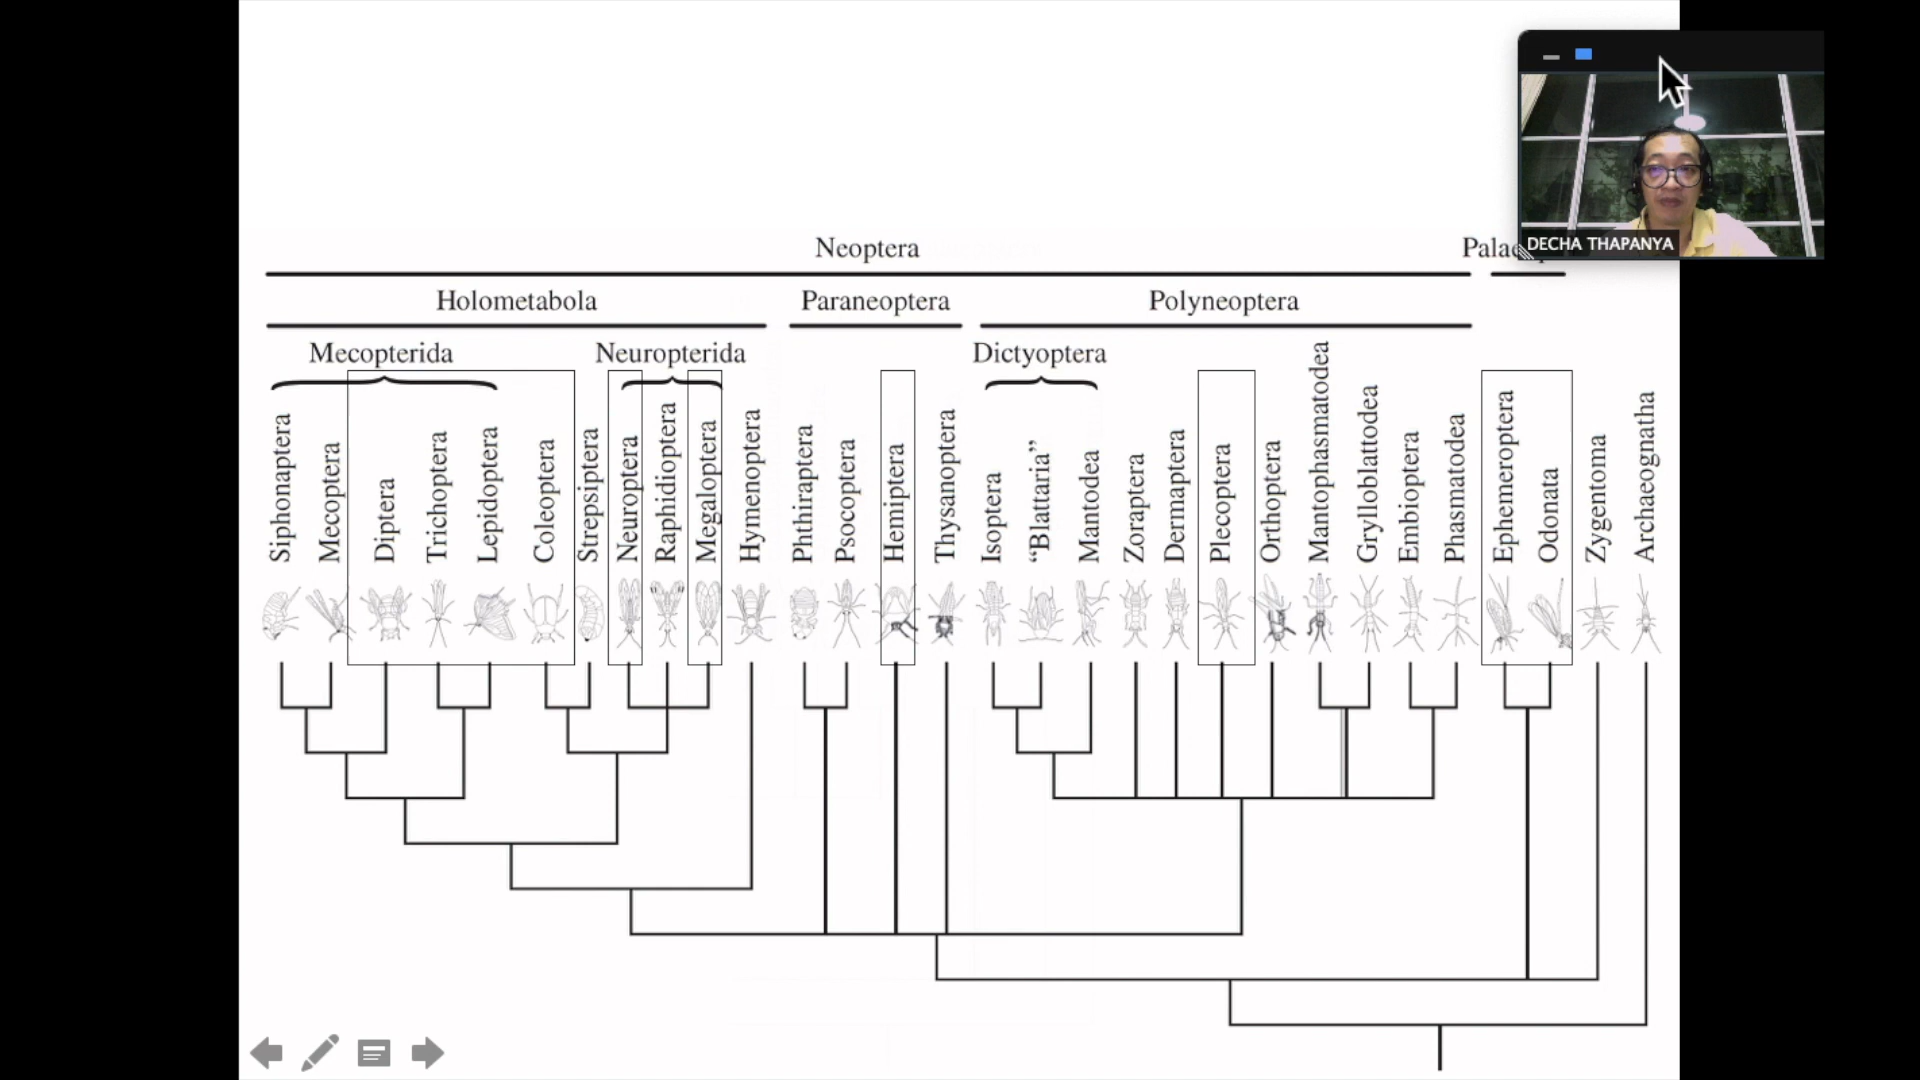 DECHA THAPANYA
Neoptera
Holometabola
Paraneoptera
Polyneoptera
Mecopterida
Neuropterida
Dictyoptera
Siphonaptera
Mecoptera
Diptera
Trichoptera
Lepidoptera
Coleoptera
Strepsiptera
Neuroptera
Raphidioptera
Megaloptera
Hymenoptera
Phthiraptera
Psocoptera
Hemiptera
Thysanoptera
Isoptera
“Blattaria”
Mantodea
Zoraptera
Dermaptera
Plecoptera
Orthoptera
Mantophasmatodea
Grylloblattodea
Embioptera
Phasmatodea
Ephemeroptera
Odonata
Zygentoma
Archaeognatha